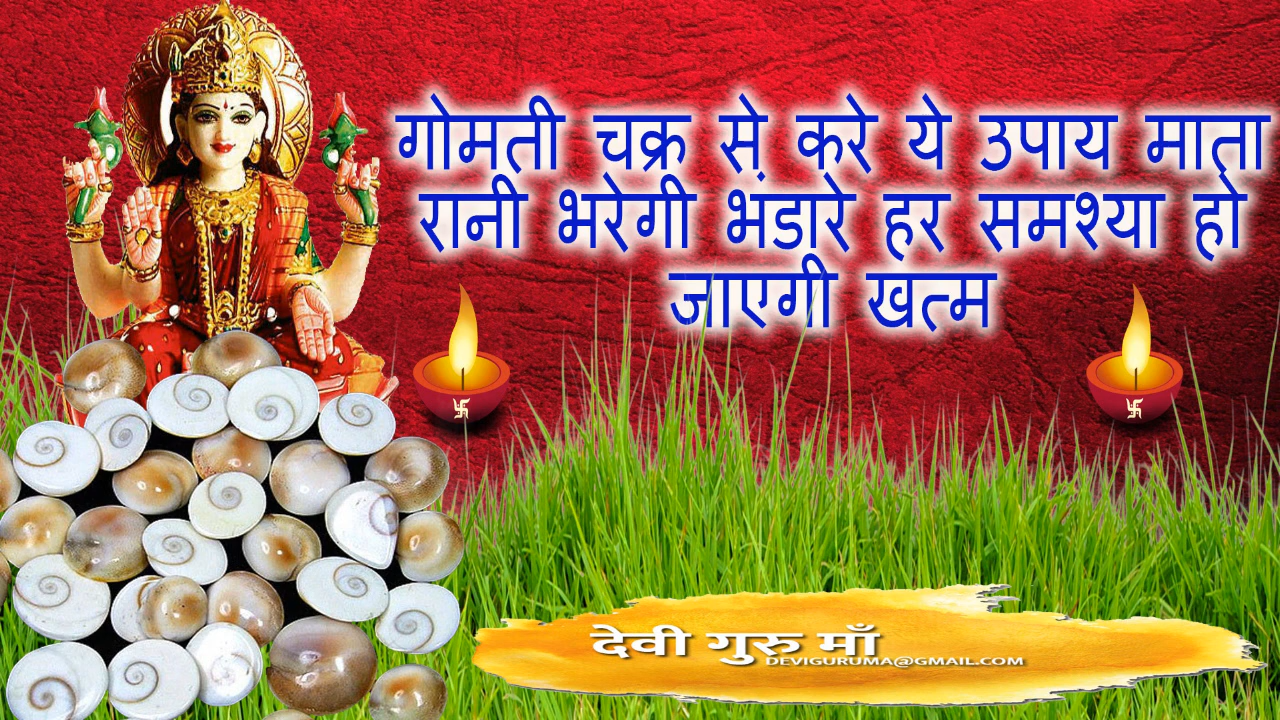 गोमती चक्र से करे ये उपाय माता
रानी भरेगी भंडारे हर समश्या हो
जाएगी खत्म
देवी गुरु माँ
DEVIGURUMA@GMAIL.COM